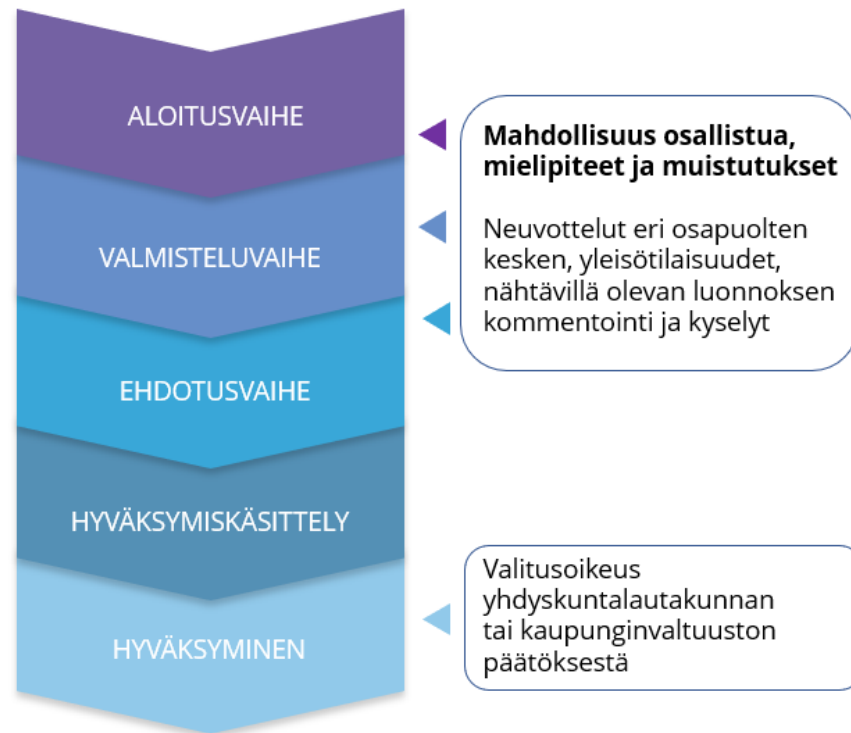 ALOITUSVAIHE
Mahdollisuus osallistua,
mielipiteet ja muistutukset
Neuvottelut eri osapuolten
kesken, yleisötilaisuudet,
nähtävillä olevan luonnoksen
kommentointi ja kyselyt
VALMISTELUVAIHE
EHDOTUSVAIHE
HYVÄKSYMISKÄSITTELY
HYVÄKSYMINEN
Valitusoikeus
yhdyskuntalautakunnan
tai kaupunginvaltuuston
päätöksestä